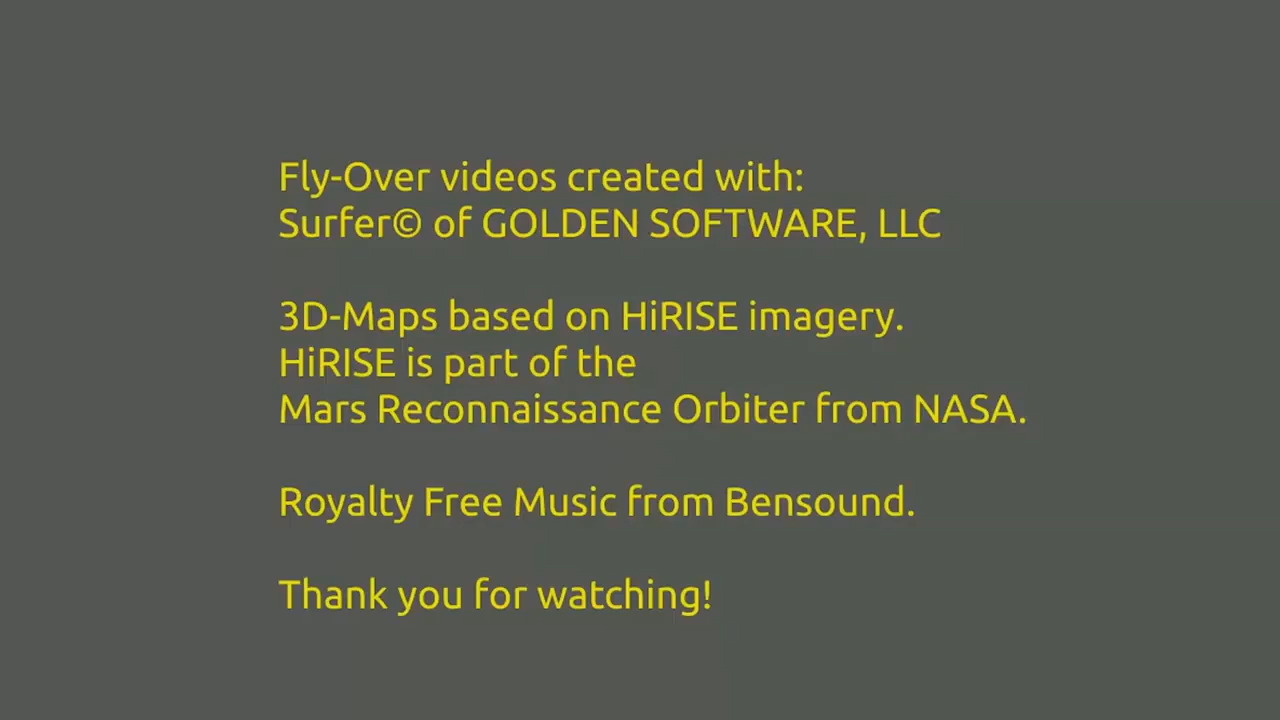 Fly-Over videos created with:
Surfer© of GOLDEN SOFTWARE, LLC
3D-Maps based on HiRISE imagery.
HiRISE is part of the
Mars Reconnaissance Orbiter from NASA.
Royalty Free Music from Bensound.
Thank you for watching!